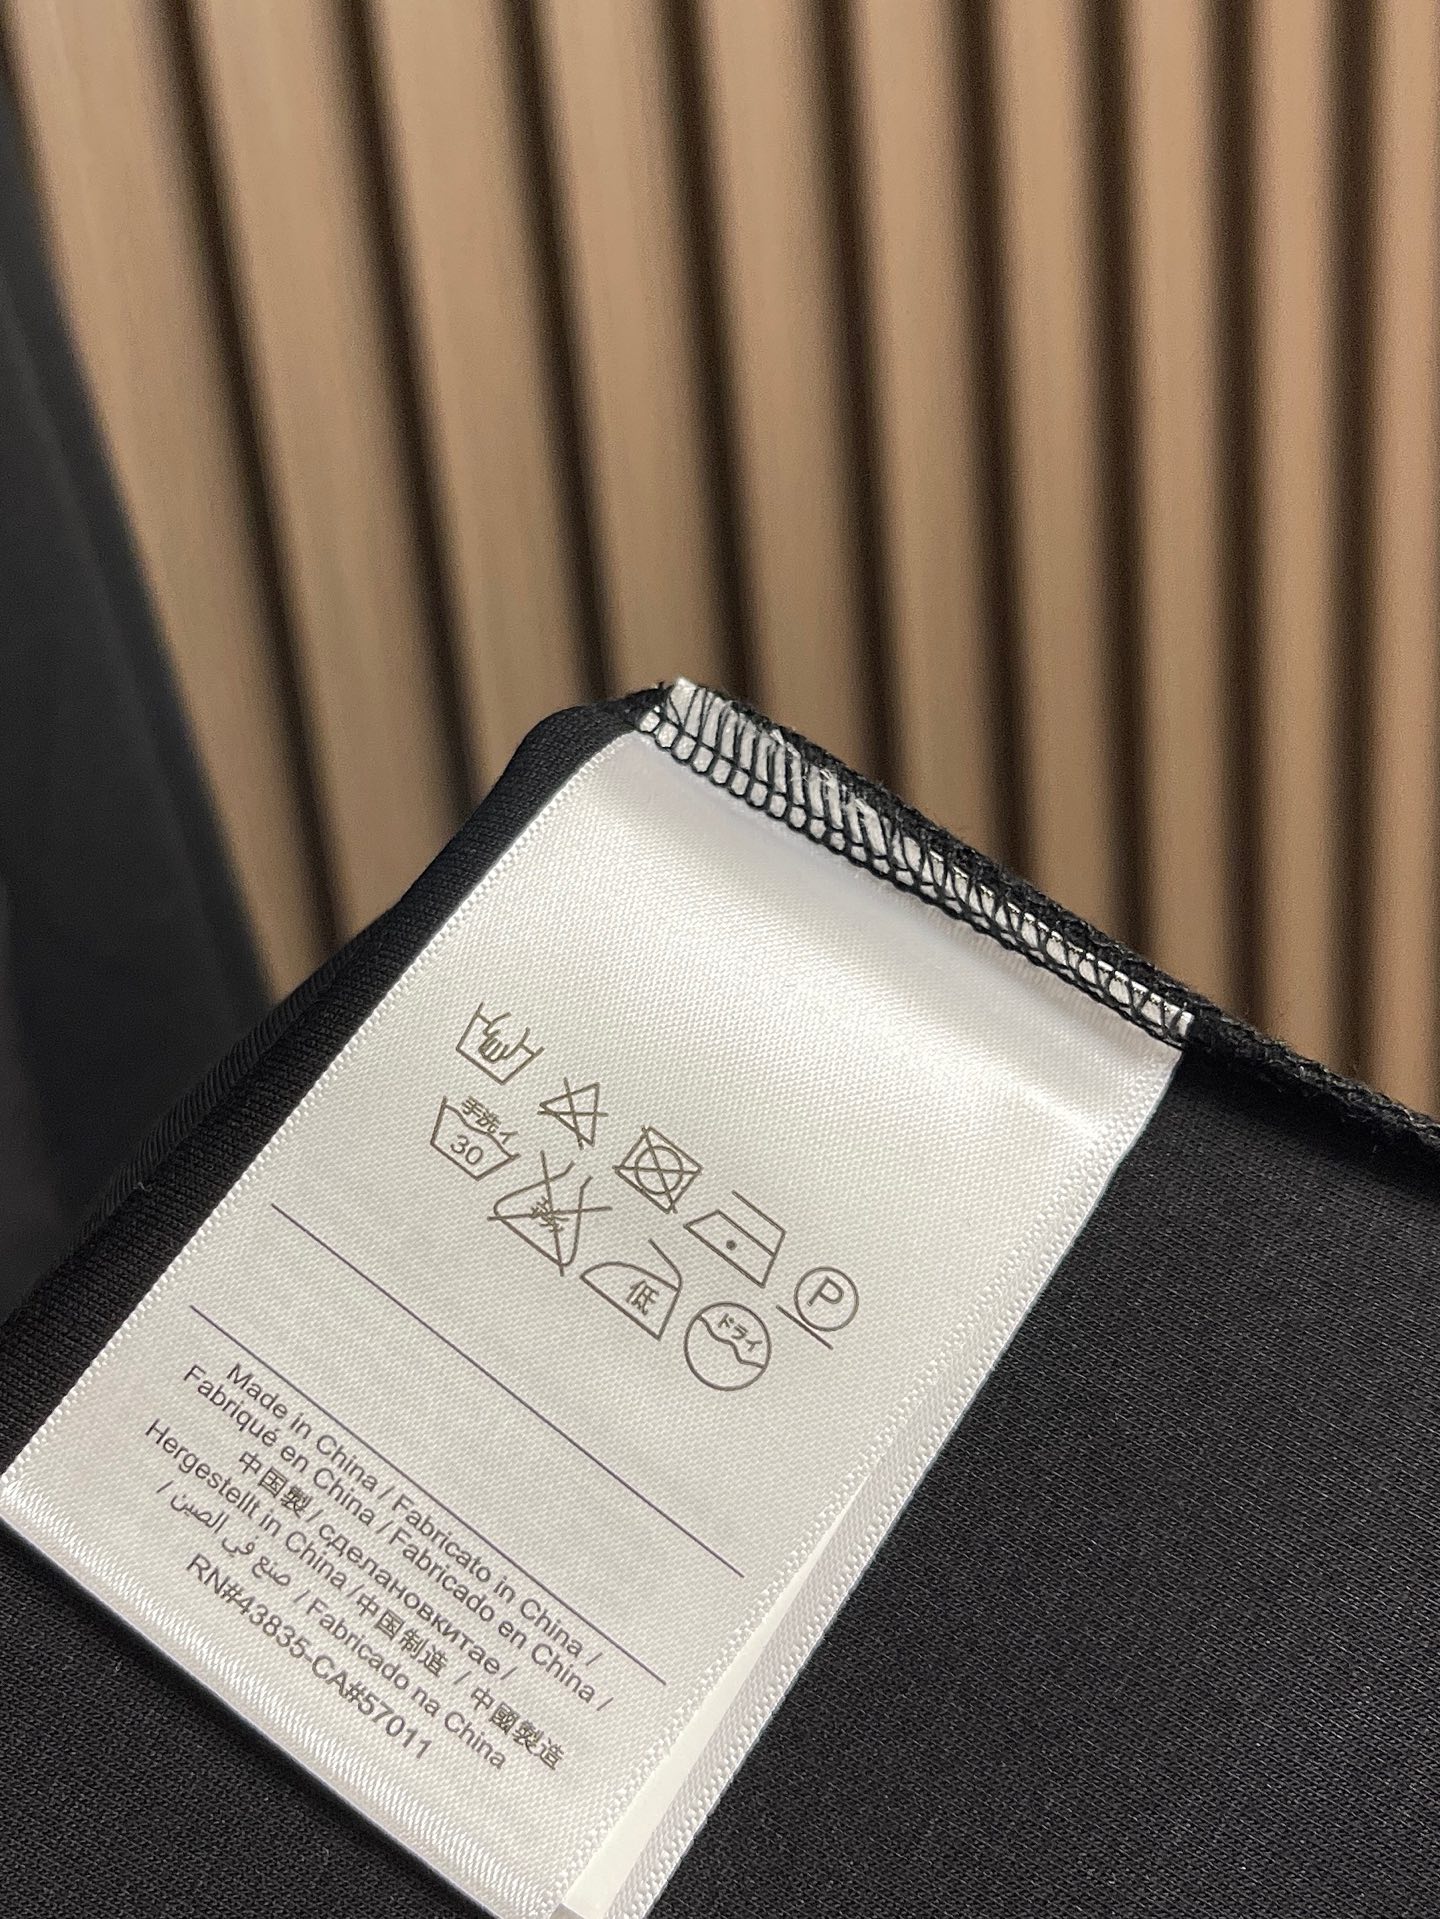 P
手洗イ
30
低
ドライ
Made in China / Fabricato in China /
Fabriqué en China / Fabricado en China /
中国製 / сделановкитае /
Hergestellt in China /中国制造 / 中國製造
صنع في الصين / Fabricado na China /
RN#43835-CA#57011